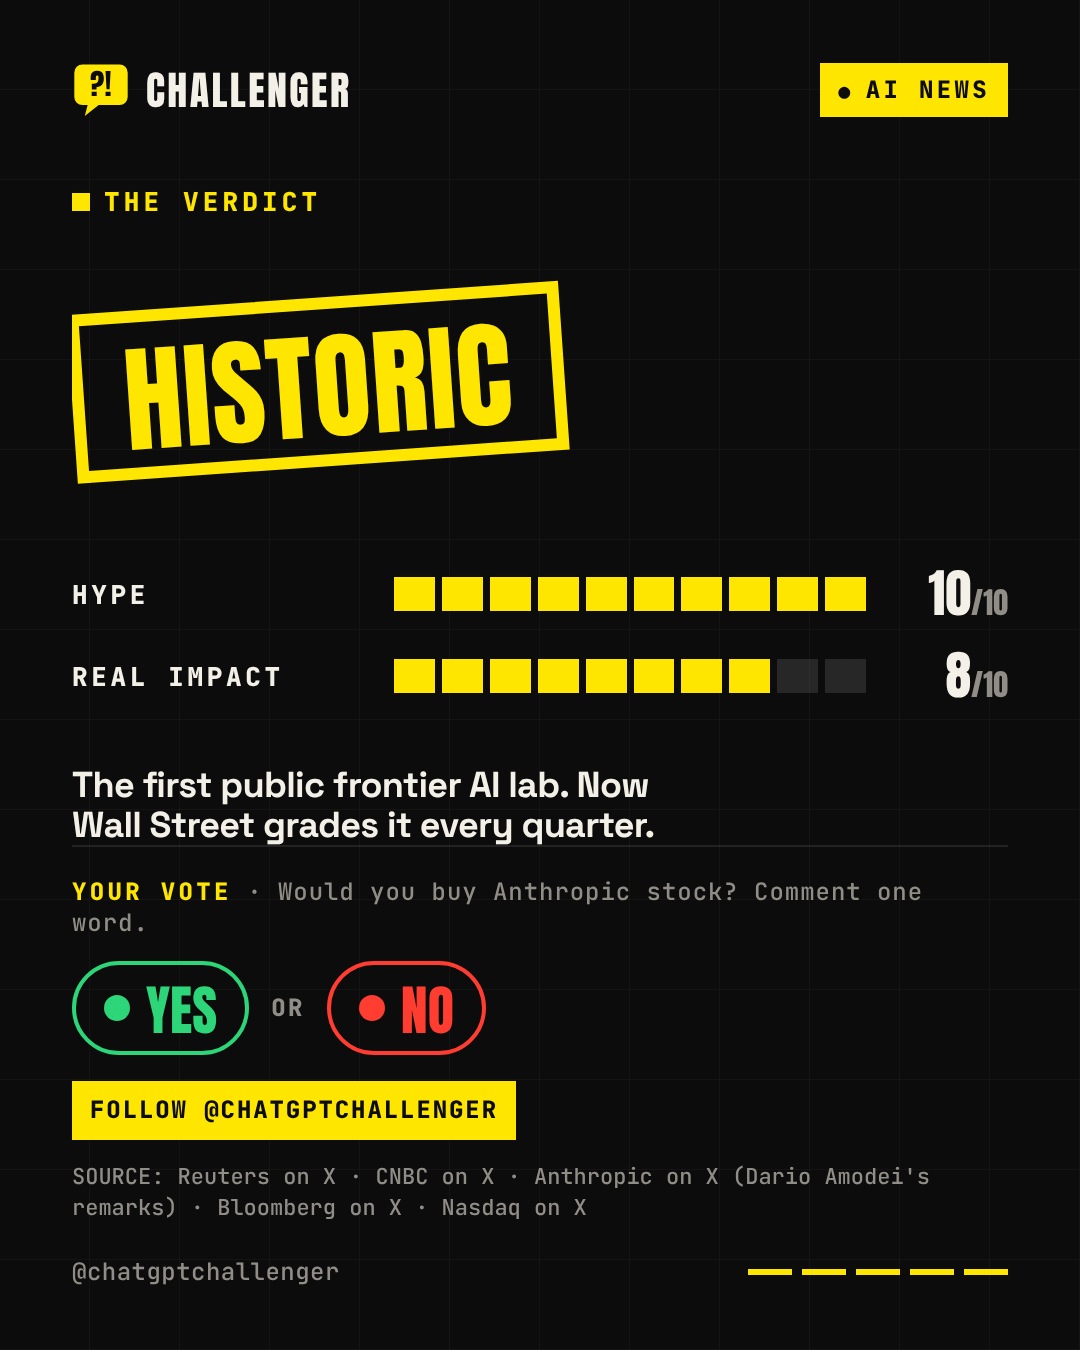 ?! CHALLENGER
● AI NEWS
THE VERDICT
HISTORIC
HYPE 10/10
REAL IMPACT 8/10
The first public frontier AI lab. Now
Wall Street grades it every quarter.
YOUR VOTE · Would you buy Anthropic stock? Comment one
word.
YES OR NO
FOLLOW @CHATGPTCHALLENGER
SOURCE: Reuters on X · CNBC on X · Anthropic on X (Dario Amodei's
remarks) · Bloomberg on X · Nasdaq on X
@chatgptchallenger